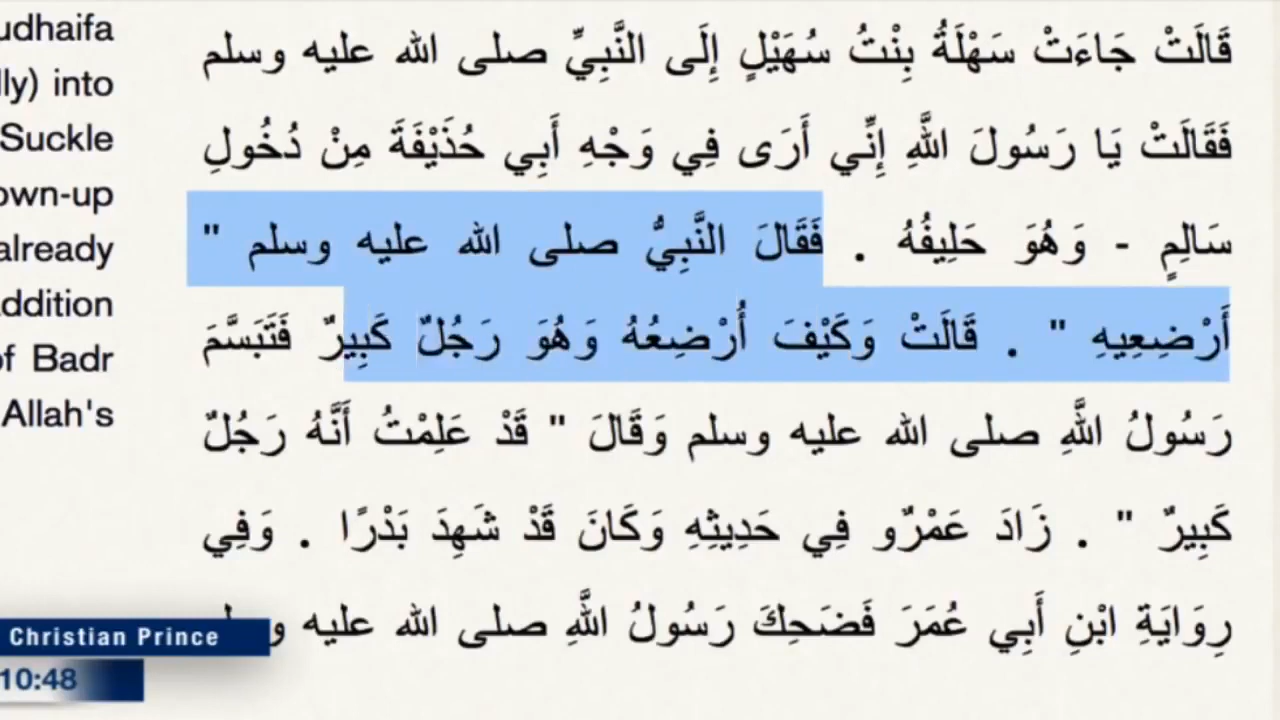 udhaifa
lly) into
Suckle
own-up
already
ddition
of Badr
Allah's
قَالَتْ جَاءَتْ سَهْلَةُ بِنْتُ سُهَيْلٍ إِلَى النَّبِيِّ صلى الله عليه وسلم
فَقَالَتْ يَا رَسُولَ اللَّهِ إِنِّي أَرَى فِي وَجْهِ أَبِي حُذَيْفَةَ مِنْ دُخُولِ
سَالِمٍ - وَهُوَ حَلِيفُهُ . فَقَالَ النَّبِيُّ صلى الله عليه وسلم "
أَرْضِعِيهِ " . قَالَتْ وَكَيْفَ أُرْضِعُهُ وَهُوَ رَجُلٌ كَبِيرٌ فَتَبَسَّمَ
رَسُولُ اللَّهِ صلى الله عليه وسلم وَقَالَ " قَدْ عَلِمْتُ أَنَّهُ رَجُلٌ
كَبِيرٌ " . زَادَ عَمْرٌو فِي حَدِيثِهِ وَكَانَ قَدْ شَهِدَ بَدْرًا . وَفِي
رِوَايَةِ ابْنِ أَبِي عُمَرَ فَضَحِكَ رَسُولُ اللَّهِ صلى الله عليه
Christian Prince
10:48